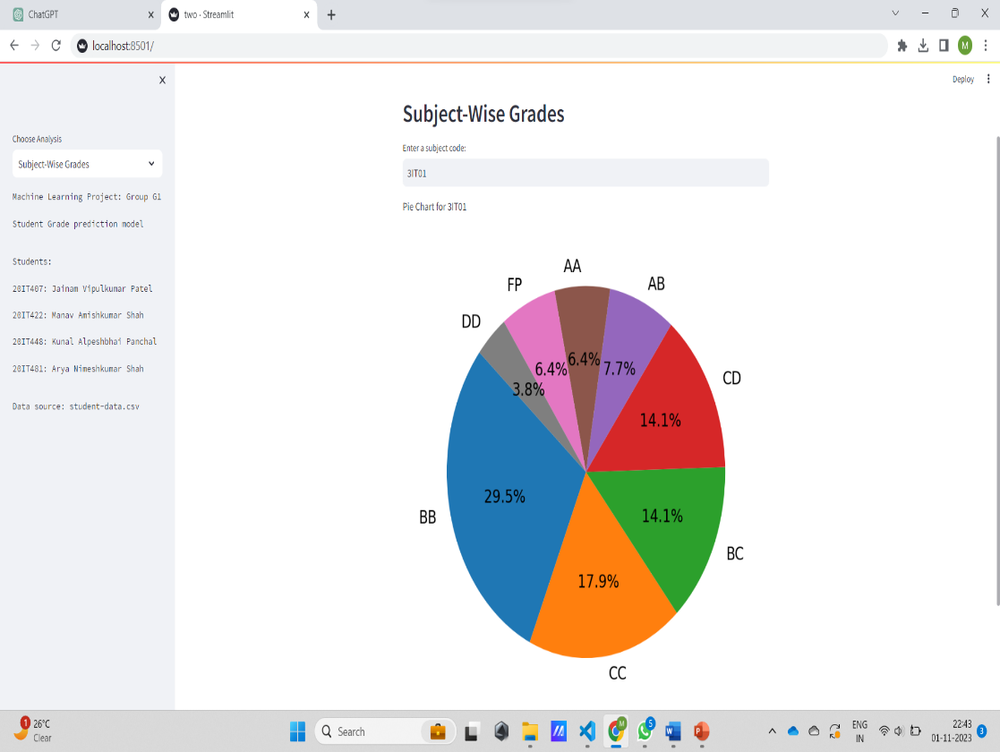 ChatGPT
two · Streamlit
localhost:8501/
M
Deploy
Choose Analysis
Subject-Wise Grades
Machine Learning Project: Group G1
Student Grade prediction model
Students:
20IT407: Jainam Vipulkumar Patel
20IT422: Manav Amishkumar Shah
20IT448: Kunal Alpeshbhai Panchal
20IT481: Arya Nimeshkumar Shah
Data source: student-data.csv
Subject-Wise Grades
Enter a subject code:
3IT01
Pie Chart for 3IT01
AA
FP
AB
DD
CD
6.4%
6.4%
7.7%
3.8%
14.1%
29.5%
14.1%
BB
BC
17.9%
CC
1
26°C
Clear
Search
M
5
W
P
ENG
IN
22:43
01-11-2023
3